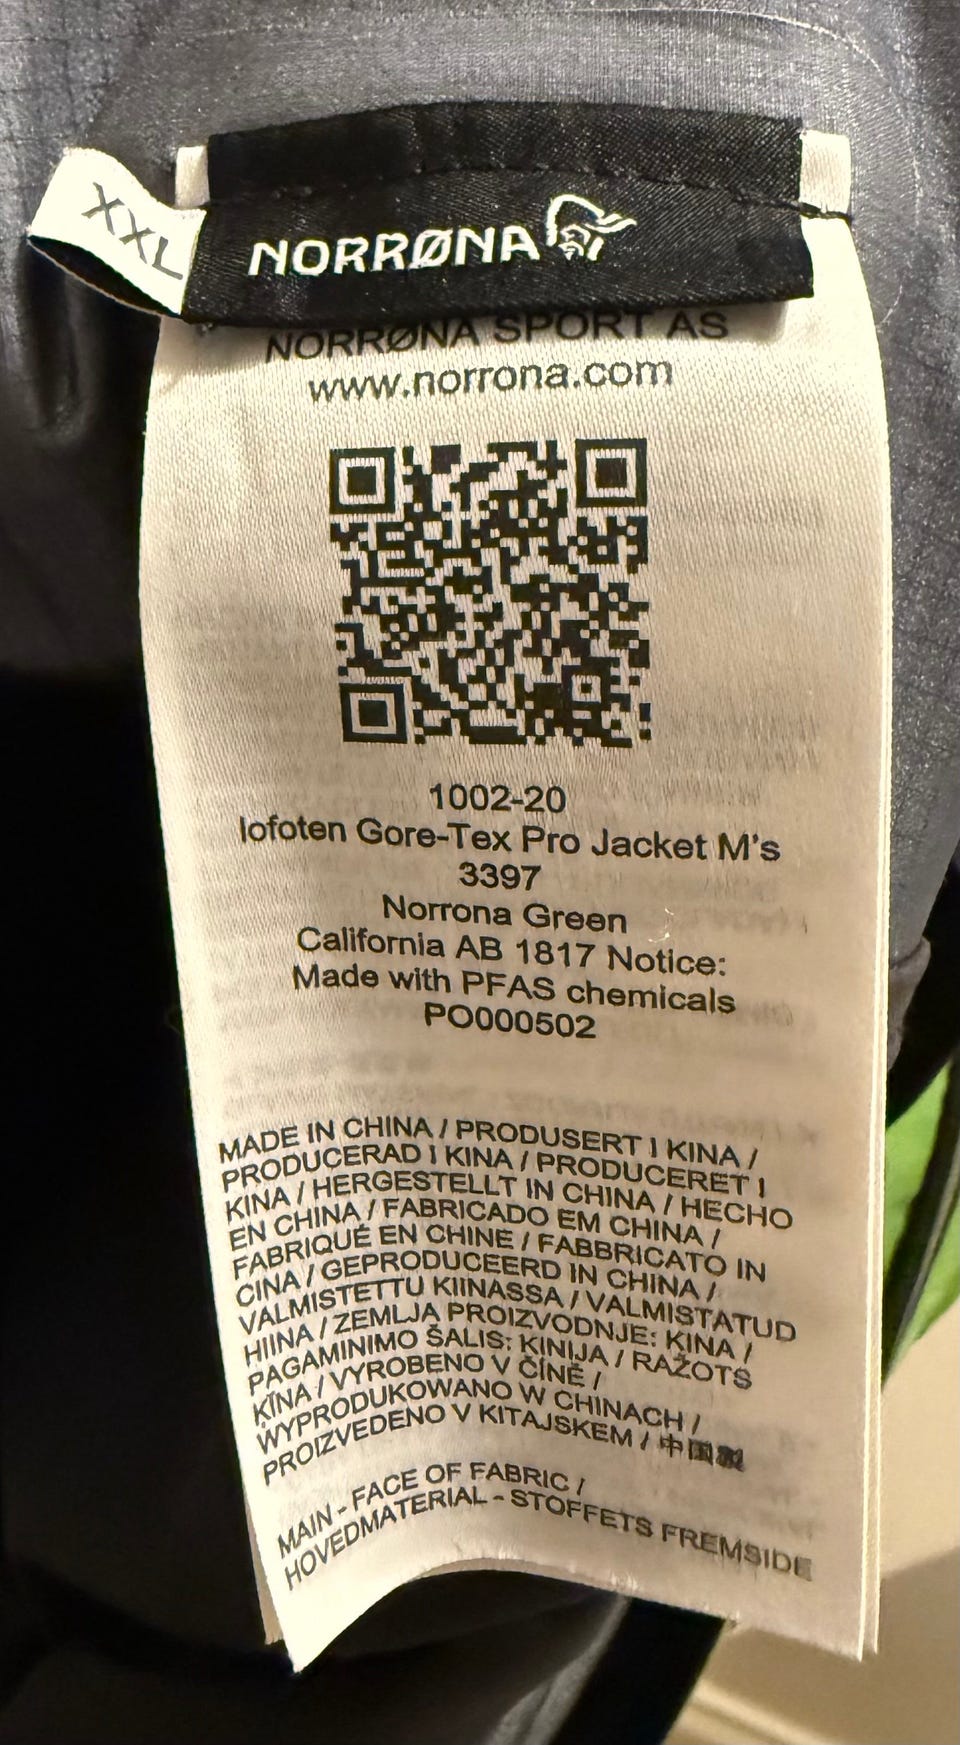 XXL
NORRØNA
NORRØNA SPORT AS
www.norrona.com
1002-20
lofoten Gore-Tex Pro Jacket M's
3397
Norrona Green
California AB 1817 Notice:
Made with PFAS chemicals
PO000502
MADE IN CHINA / PRODUSERT I KINA /
PRODUCERAD I KINA / PRODUCERET I
KINA / HERGESTELLT IN CHINA / HECHO
EN CHINA / FABRICADO EM CHINA /
FABRIQUÉ EN CHINE / FABBRICATO IN
CINA / GEPRODUCEERD IN CHINA /
VALMISTETTU KIINASSA / VALMISTATUD
HIINA / ZEMLJA PROIZVODNJE: KINA /
PAGAMINIMO ŠALIS: KINIJA / RAŽOTS
ĶĪNA / VYROBENO V ČÍNĚ /
WYPRODUKOWANO W CHINACH /
PROIZVEDENO V KITAJSKEM / 中国制
MAIN - FACE OF FABRIC /
HOVEDMATERIAL - STOFFETS FREMSIDE